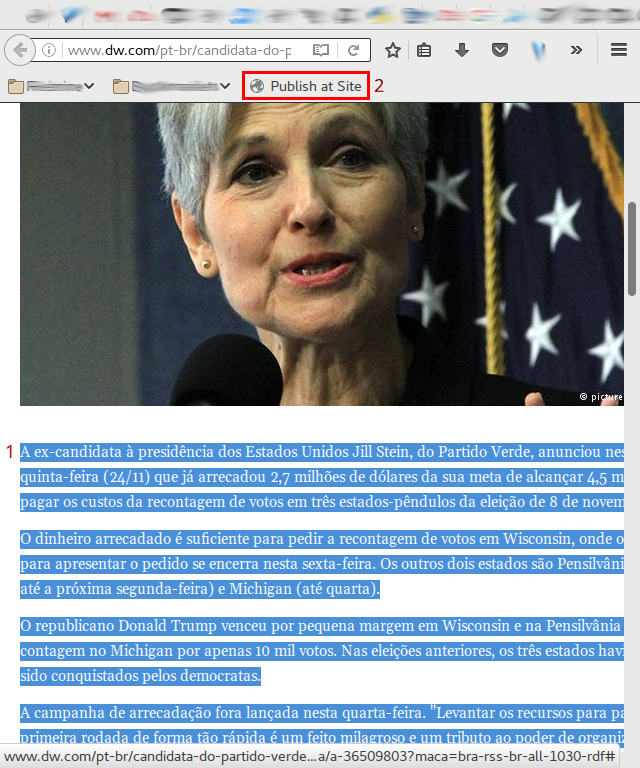 www.dw.com/pt-br/candidata-do-p
Publish at Site 2
© picture
1 A ex-candidata à presidência dos Estados Unidos Jill Stein, do Partido Verde, anunciou nes
quinta-feira (24/11) que já arrecadou 2,7 milhões de dólares da sua meta de alcançar 4,5 m
pagar os custos da recontagem de votos em três estados-pêndulos da eleição de 8 de novem
O dinheiro arrecadado é suficiente para pedir a recontagem de votos em Wisconsin, onde o
para apresentar o pedido se encerra nesta sexta-feira. Os outros dois estados são Pensilvâni
até a próxima segunda-feira) e Michigan (até quarta).
O republicano Donald Trump venceu por pequena margem em Wisconsin e na Pensilvânia
contagem no Michigan por apenas 10 mil votos. Nas eleições anteriores, os três estados havi
sido conquistados pelos democratas.
A campanha de arrecadação fora lançada nesta quarta-feira. "Levantar os recursos para pa
primeira rodada de forma tão rápida é um feito milagroso e um tributo ao poder de organiz
www.dw.com/pt-br/candidata-do-partido-verde...a/a-36509803?maca=bra-rss-br-all-1030-rdf#